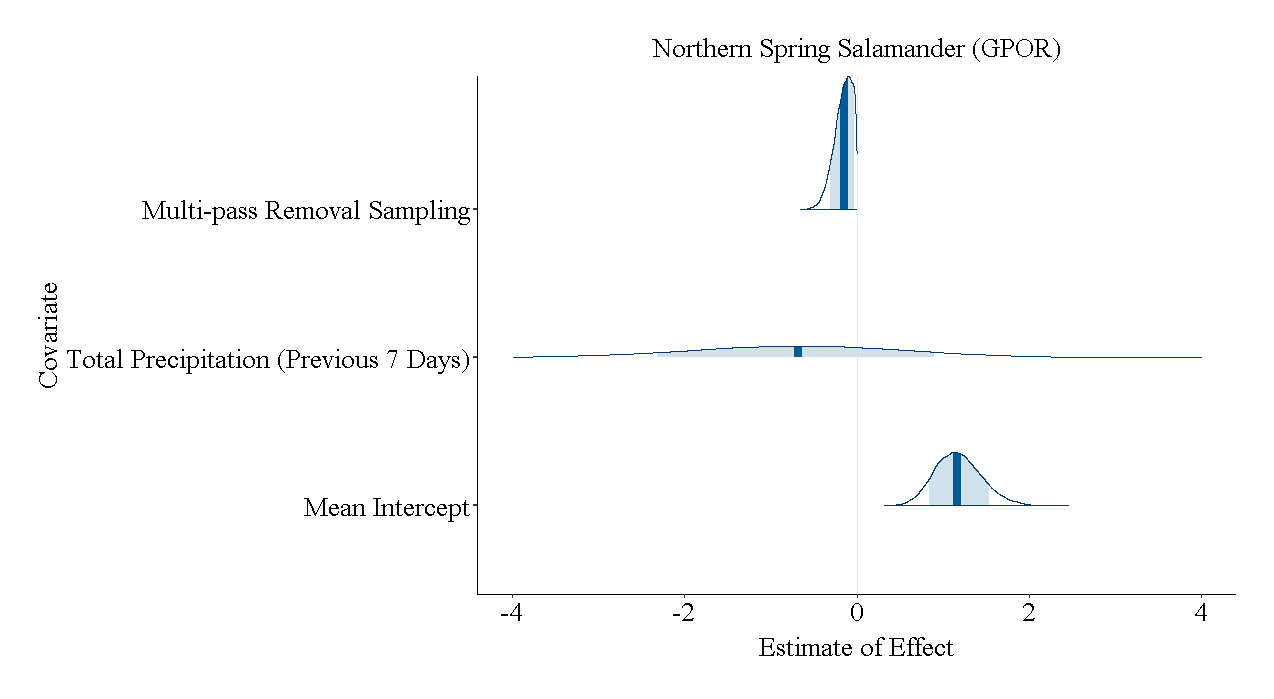 Northern Spring Salamander (GPOR)
Multi-pass Removal Sampling
Total Precipitation (Previous 7 Days)
Mean Intercept
Covariate
-4 -2 0 2 4
Estimate of Effect